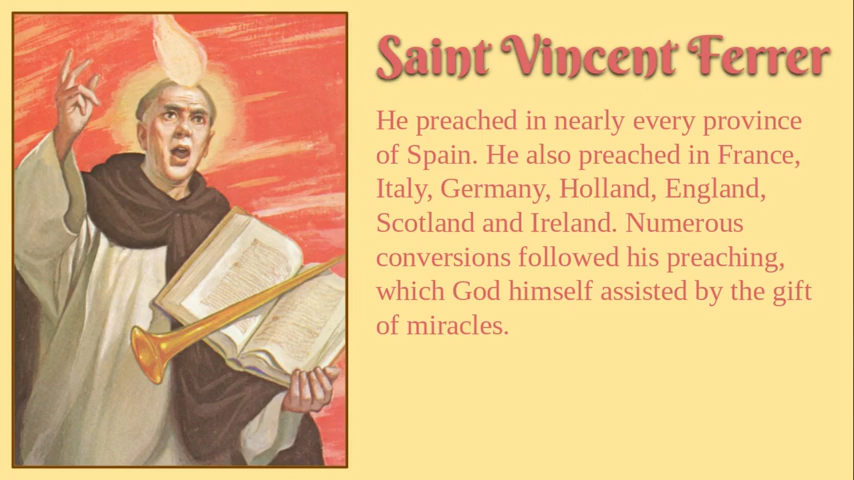 Saint Vincent Ferrer
He preached in nearly every province
of Spain. He also preached in France,
Italy, Germany, Holland, England,
Scotland and Ireland. Numerous
conversions followed his preaching,
which God himself assisted by the gift
of miracles.